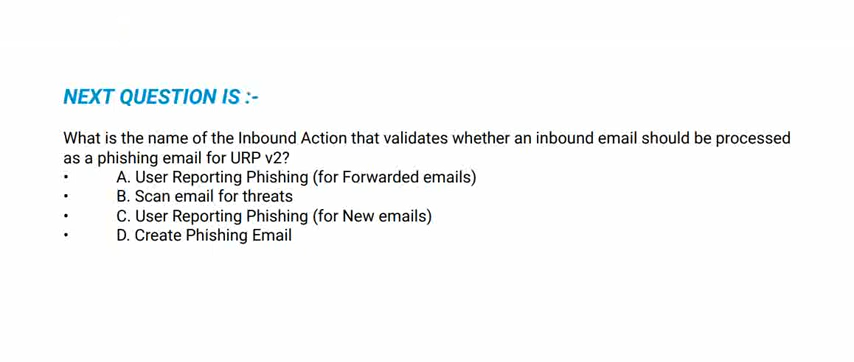 NEXT QUESTION IS :-
What is the name of the Inbound Action that validates whether an inbound email should be processed
as a phishing email for URP v2?
• A. User Reporting Phishing (for Forwarded emails)
• B. Scan email for threats
• C. User Reporting Phishing (for New emails)
• D. Create Phishing Email